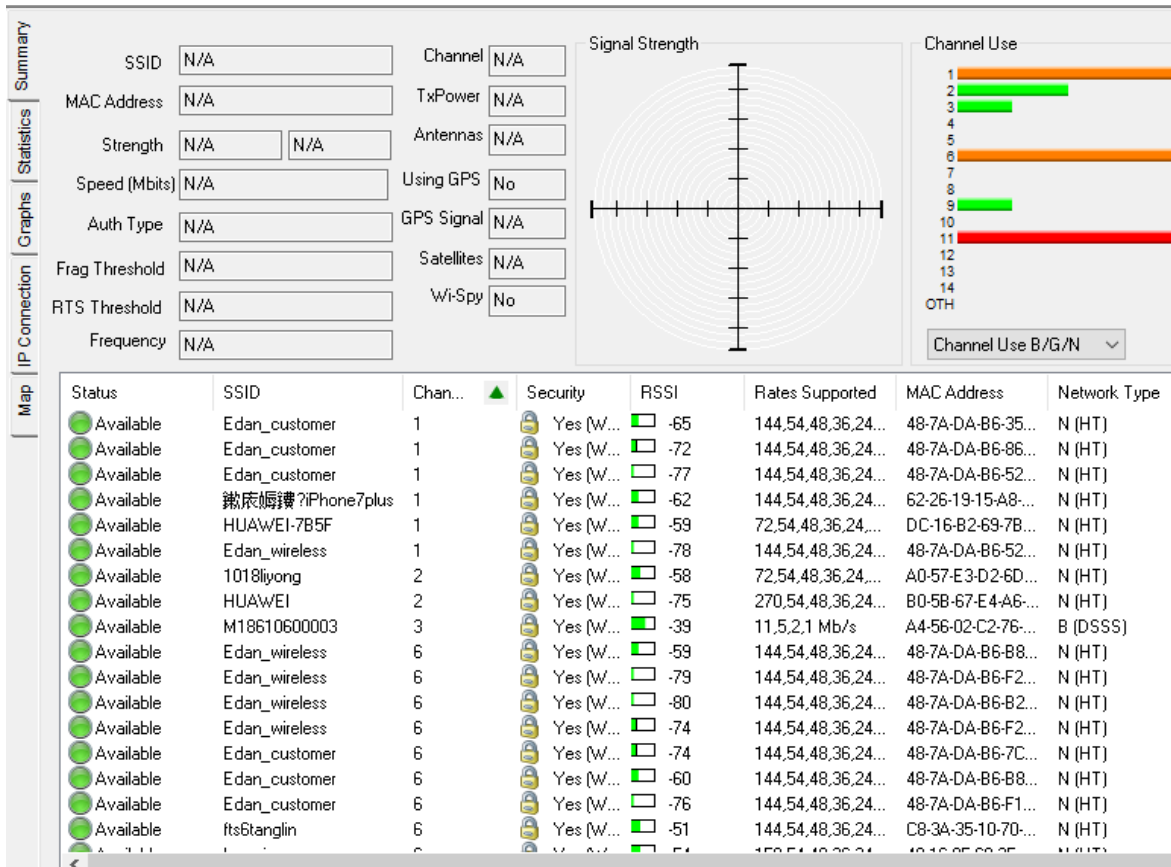 Summary
Statistics
Graphs
IP Connection
Map
SSID N/A
MAC Address N/A
Strength N/A N/A
Speed (Mbits) N/A
Auth Type N/A
Frag Threshold N/A
RTS Threshold N/A
Frequency N/A
Channel N/A
TxPower N/A
Antennas N/A
Using GPS No
GPS Signal N/A
Satellites N/A
Wi-Spy No
Signal Strength
Channel Use
1
2
3
4
5
6
7
8
9
10
11
12
13
14
OTH
Channel Use B/G/N
Status SSID Chan... Security RSSI Rates Supported MAC Address Network Type
Available Edan_customer 1 Yes (W... -65 144,54,48,36,24... 48-7A-DA-B6-35... N (HT)
Available Edan_customer 1 Yes (W... -72 144,54,48,36,24... 48-7A-DA-B6-86... N (HT)
Available Edan_customer 1 Yes (W... -77 144,54,48,36,24... 48-7A-DA-B6-52... N (HT)
Available ?iPhone7plus 1 Yes (W... -62 144,54,48,36,24... 62-26-19-15-A8-... N (HT)
Available HUAWEI-7B5F 1 Yes (W... -59 72,54,48,36,24,... DC-16-B2-69-7B... N (HT)
Available Edan_wireless 1 Yes (W... -78 144,54,48,36,24... 48-7A-DA-B6-52... N (HT)
Available 1018liyong 2 Yes (W... -58 72,54,48,36,24,... A0-57-E3-D2-6D... N (HT)
Available HUAWEI 2 Yes (W... -75 270,54,48,36,24... B0-5B-67-E4-A6-... N (HT)
Available M18610600003 3 Yes (W... -39 11,5,2,1 Mb/s A4-56-02-C2-76-... B (DSSS)
Available Edan_wireless 6 Yes (W... -59 144,54,48,36,24... 48-7A-DA-B6-B8... N (HT)
Available Edan_wireless 6 Yes (W... -79 144,54,48,36,24... 48-7A-DA-B6-F2... N (HT)
Available Edan_wireless 6 Yes (W... -80 144,54,48,36,24... 48-7A-DA-B6-B2... N (HT)
Available Edan_wireless 6 Yes (W... -74 144,54,48,36,24... 48-7A-DA-B6-F2... N (HT)
Available Edan_customer 6 Yes (W... -74 144,54,48,36,24... 48-7A-DA-B6-7C... N (HT)
Available Edan_customer 6 Yes (W... -60 144,54,48,36,24... 48-7A-DA-B6-B8... N (HT)
Available Edan_customer 6 Yes (W... -76 144,54,48,36,24... 48-7A-DA-B6-F1... N (HT)
Available fts6tanglin 6 Yes (W... -51 144,54,48,36,24... C8-3A-35-10-70-... N (HT)